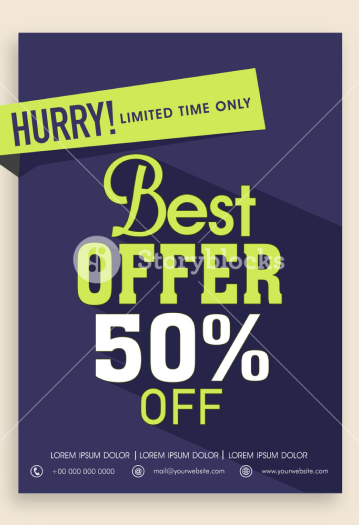 HURRY! LIMITED TIME ONLY
Best
OFFER
Storyblocks
50%
OFF
LOREM IPSUM DOLOR | LOREM IPSUM DOLOR | LOREM IPSUM DOLOR
+00 000 000 0000 mail@yourwebsite.com www.yourwebsite.com